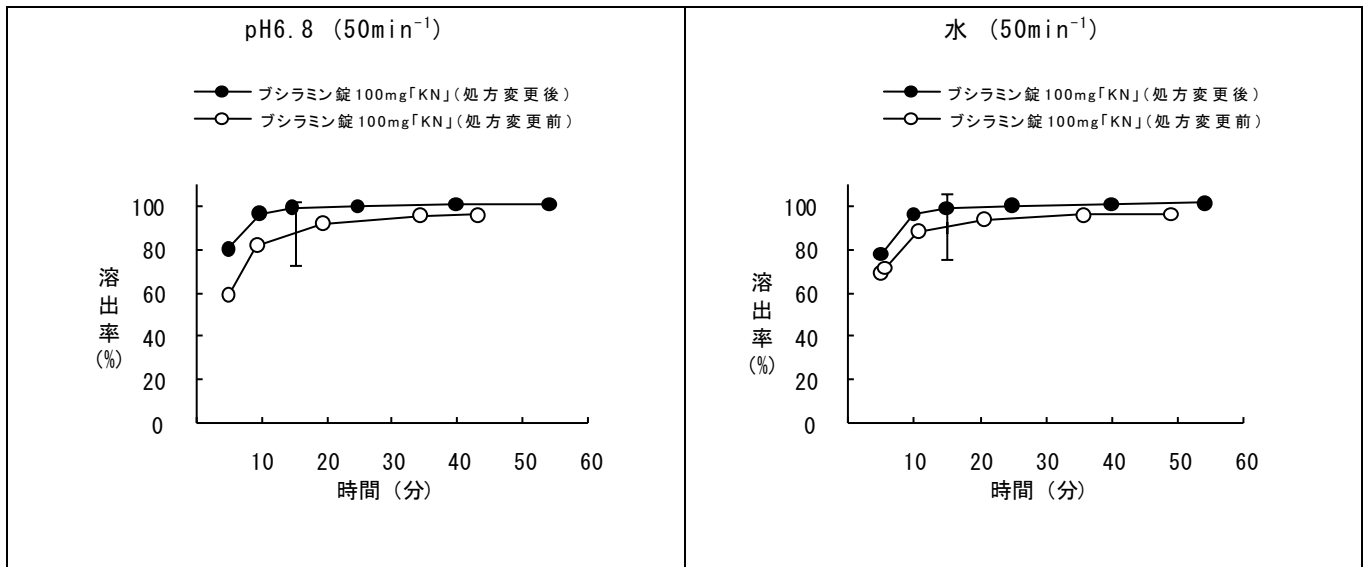 pH6.8 (50min⁻¹)
ブシラミン錠100mg「KN」(処方変更後)
ブシラミン錠100mg「KN」(処方変更前)
100
80
60
40
20
0
溶出率(%)
10 20 30 40 50 60
時間 (分)
水 (50min⁻¹)
ブシラミン錠100mg「KN」(処方変更後)
ブシラミン錠100mg「KN」(処方変更前)
100
80
60
40
20
0
溶出率(%)
10 20 30 40 50 60
時間 (分)